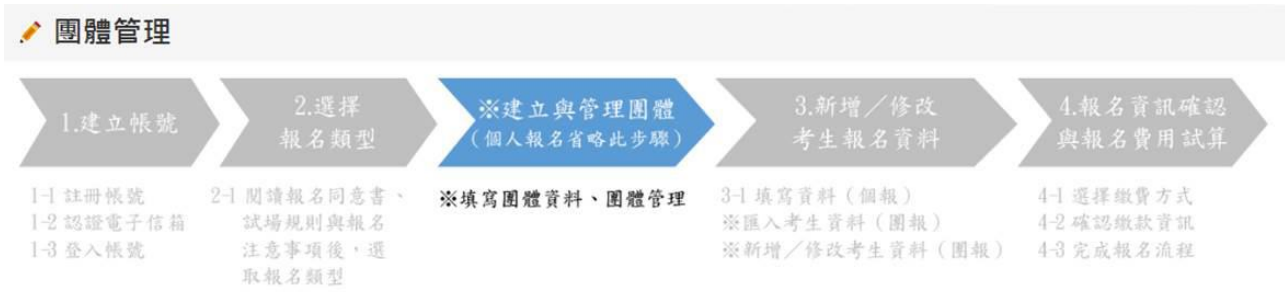 團體管理
1.建立帳號
2.選擇
報名類型
※建立與管理團體
(個人報名省略此步驟)
3.新增／修改
考生報名資料
4.報名資訊確認
與報名費用試算
1-1 註冊帳號
1-2 認證電子信箱
1-3 登入帳號
2-1 閱讀報名同意書、
試場規則與報名
注意事項後，選
取報名類型
※填寫團體資料、團體管理
3-1 填寫資料（個報）
※匯入考生資料（團報）
※新增／修改考生資料（團報）
4-1 選擇繳費方式
4-2 確認繳款資訊
4-3 完成報名流程